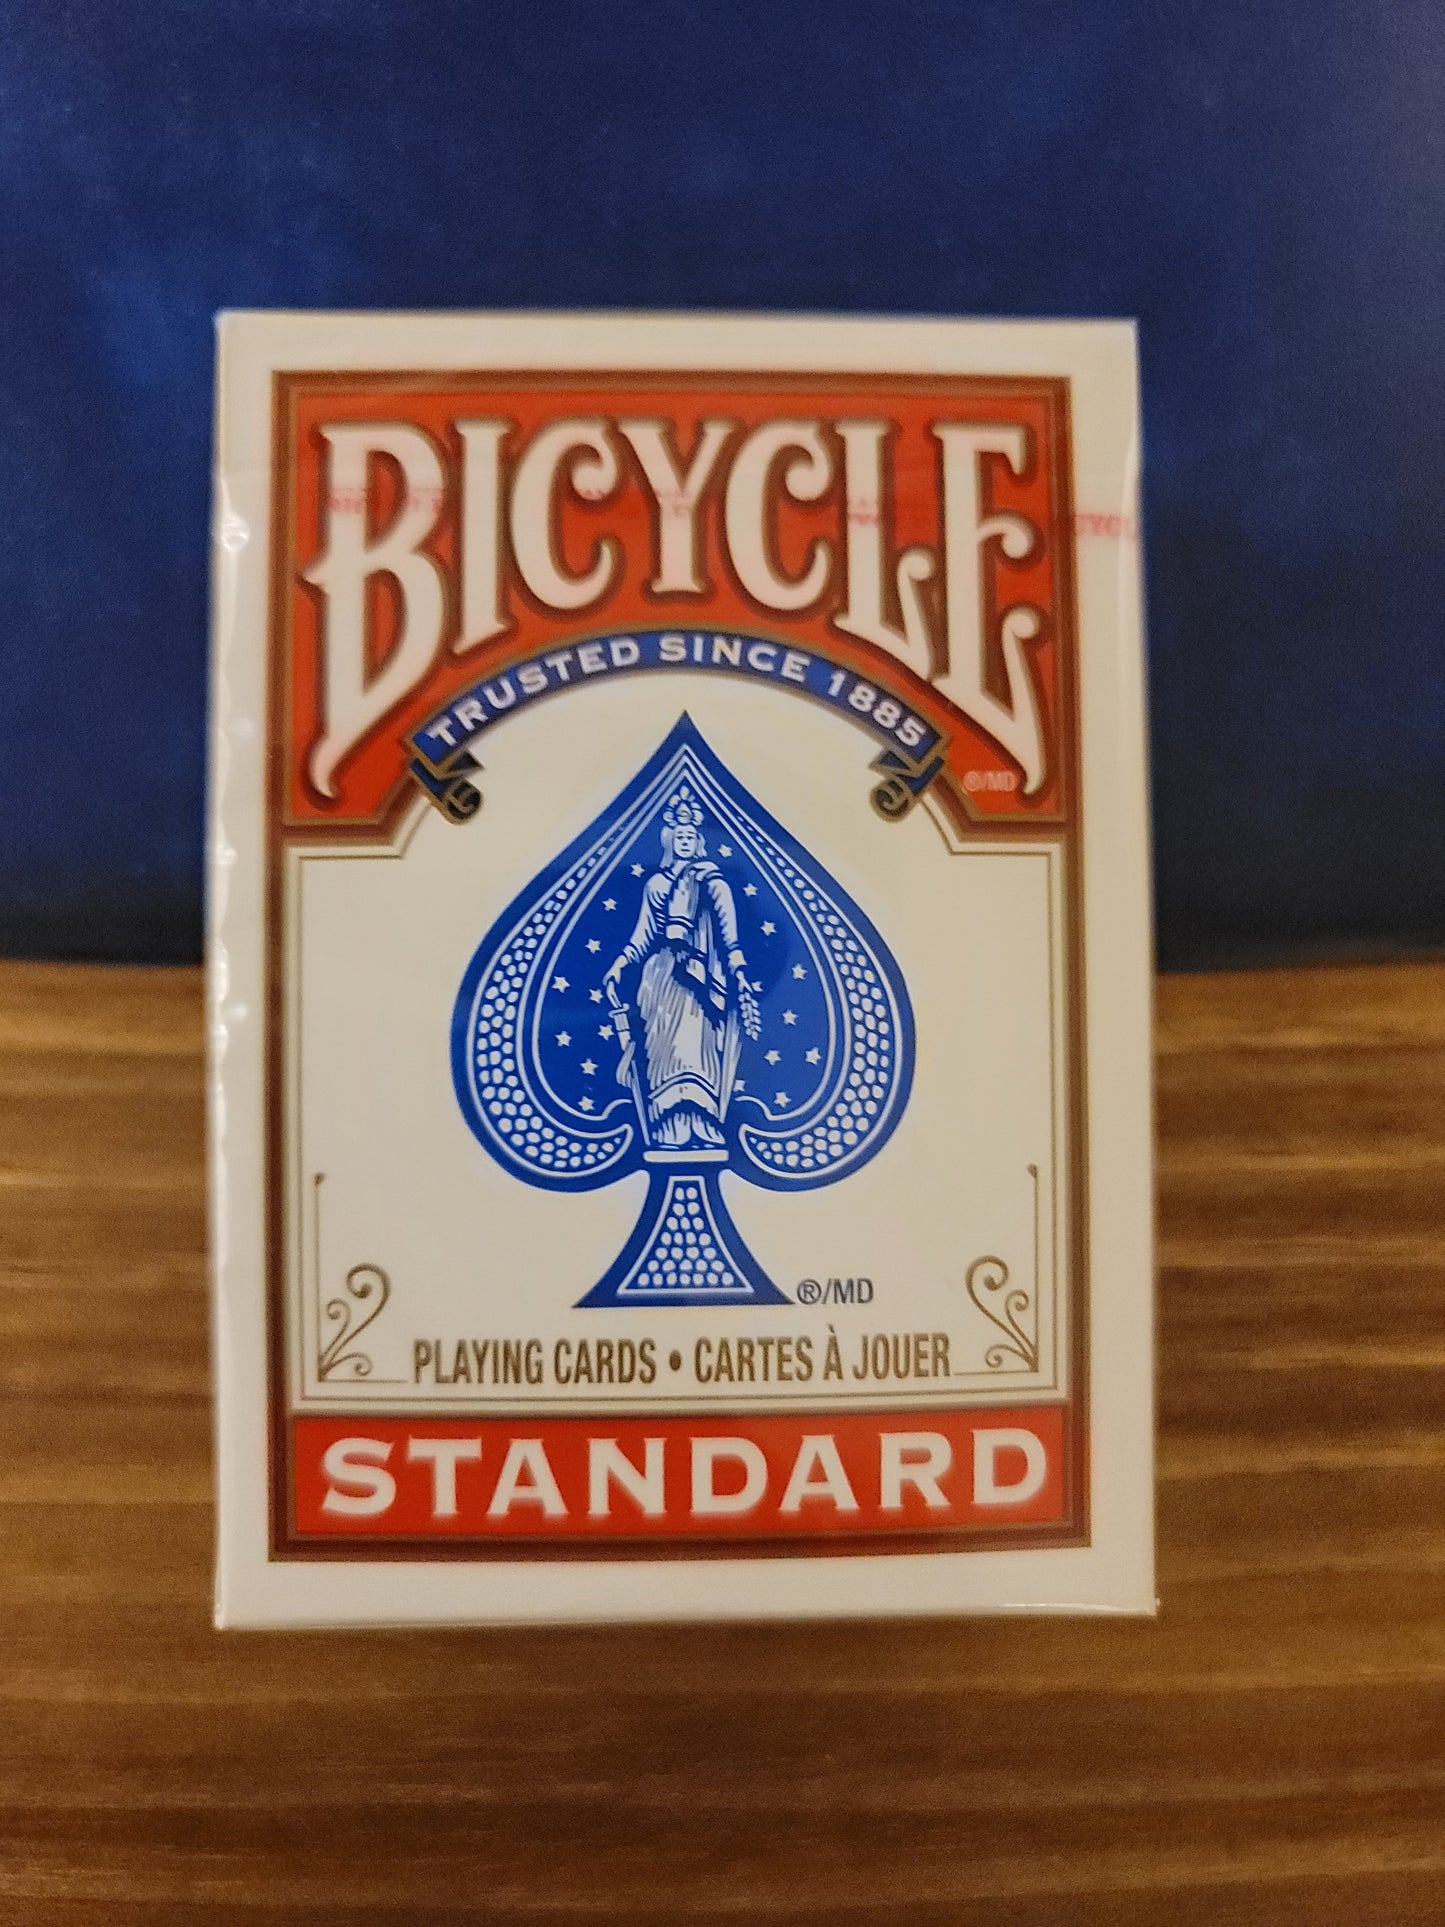 BICYCLE
TRUSTED SINCE 1885
®/MD
®/MD
PLAYING CARDS • CARTES À JOUER
STANDARD